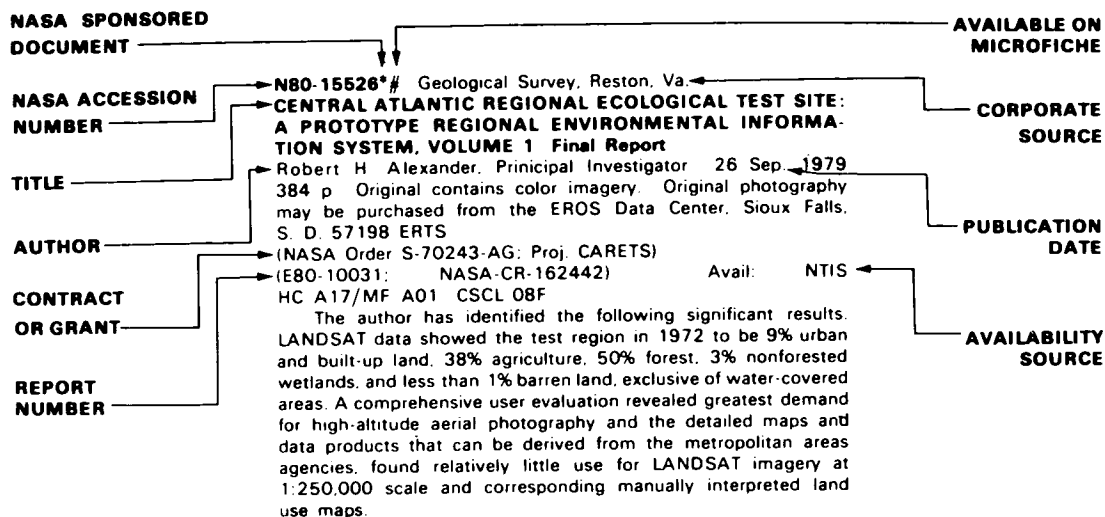 NASA SPONSORED
DOCUMENT
AVAILABLE ON
MICROFICHE
NASA ACCESSION
NUMBER
N80-15526*# Geological Survey, Reston, Va.
CORPORATE
SOURCE
TITLE
CENTRAL ATLANTIC REGIONAL ECOLOGICAL TEST SITE:
A PROTOTYPE REGIONAL ENVIRONMENTAL INFORMA-
TION SYSTEM, VOLUME 1 Final Report
AUTHOR
Robert H Alexander, Prinicipal Investigator 26 Sep. 1979
PUBLICATION
DATE
384 p Original contains color imagery. Original photography
may be purchased from the EROS Data Center, Sioux Falls,
S. D. 57198 ERTS
CONTRACT
OR GRANT
(NASA Order S-70243-AG; Proj. CARETS)
REPORT
NUMBER
(E80-10031; NASA-CR-162442) Avail: NTIS
AVAILABILITY
SOURCE
HC A17/MF A01 CSCL 08F
The author has identified the following significant results.
LANDSAT data showed the test region in 1972 to be 9% urban
and built-up land, 38% agriculture, 50% forest, 3% nonforested
wetlands, and less than 1% barren land, exclusive of water-covered
areas. A comprehensive user evaluation revealed greatest demand
for high-altitude aerial photography and the detailed maps and
data products that can be derived from the metropolitan areas
agencies, found relatively little use for LANDSAT imagery at
1:250,000 scale and corresponding manually interpreted land
use maps.